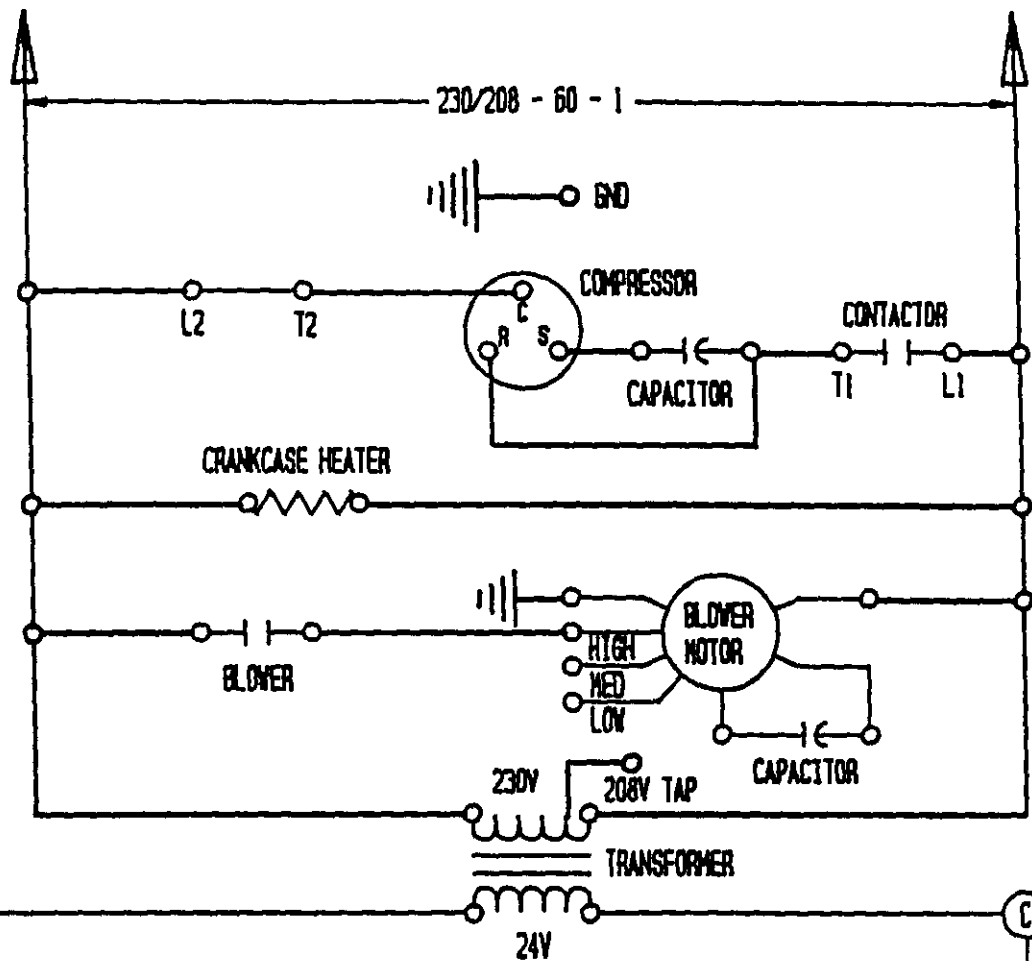 230/208 - 60 - 1
GND
COMPRESSOR
C
CONTACTOR
L2
T2
R
S
CAPACITOR
T1
L1
CRANKCASE HEATER
BLOWER
MOTOR
HIGH
BLOWER
MED
LOW
CAPACITOR
230V
208V TAP
TRANSFORMER
24V